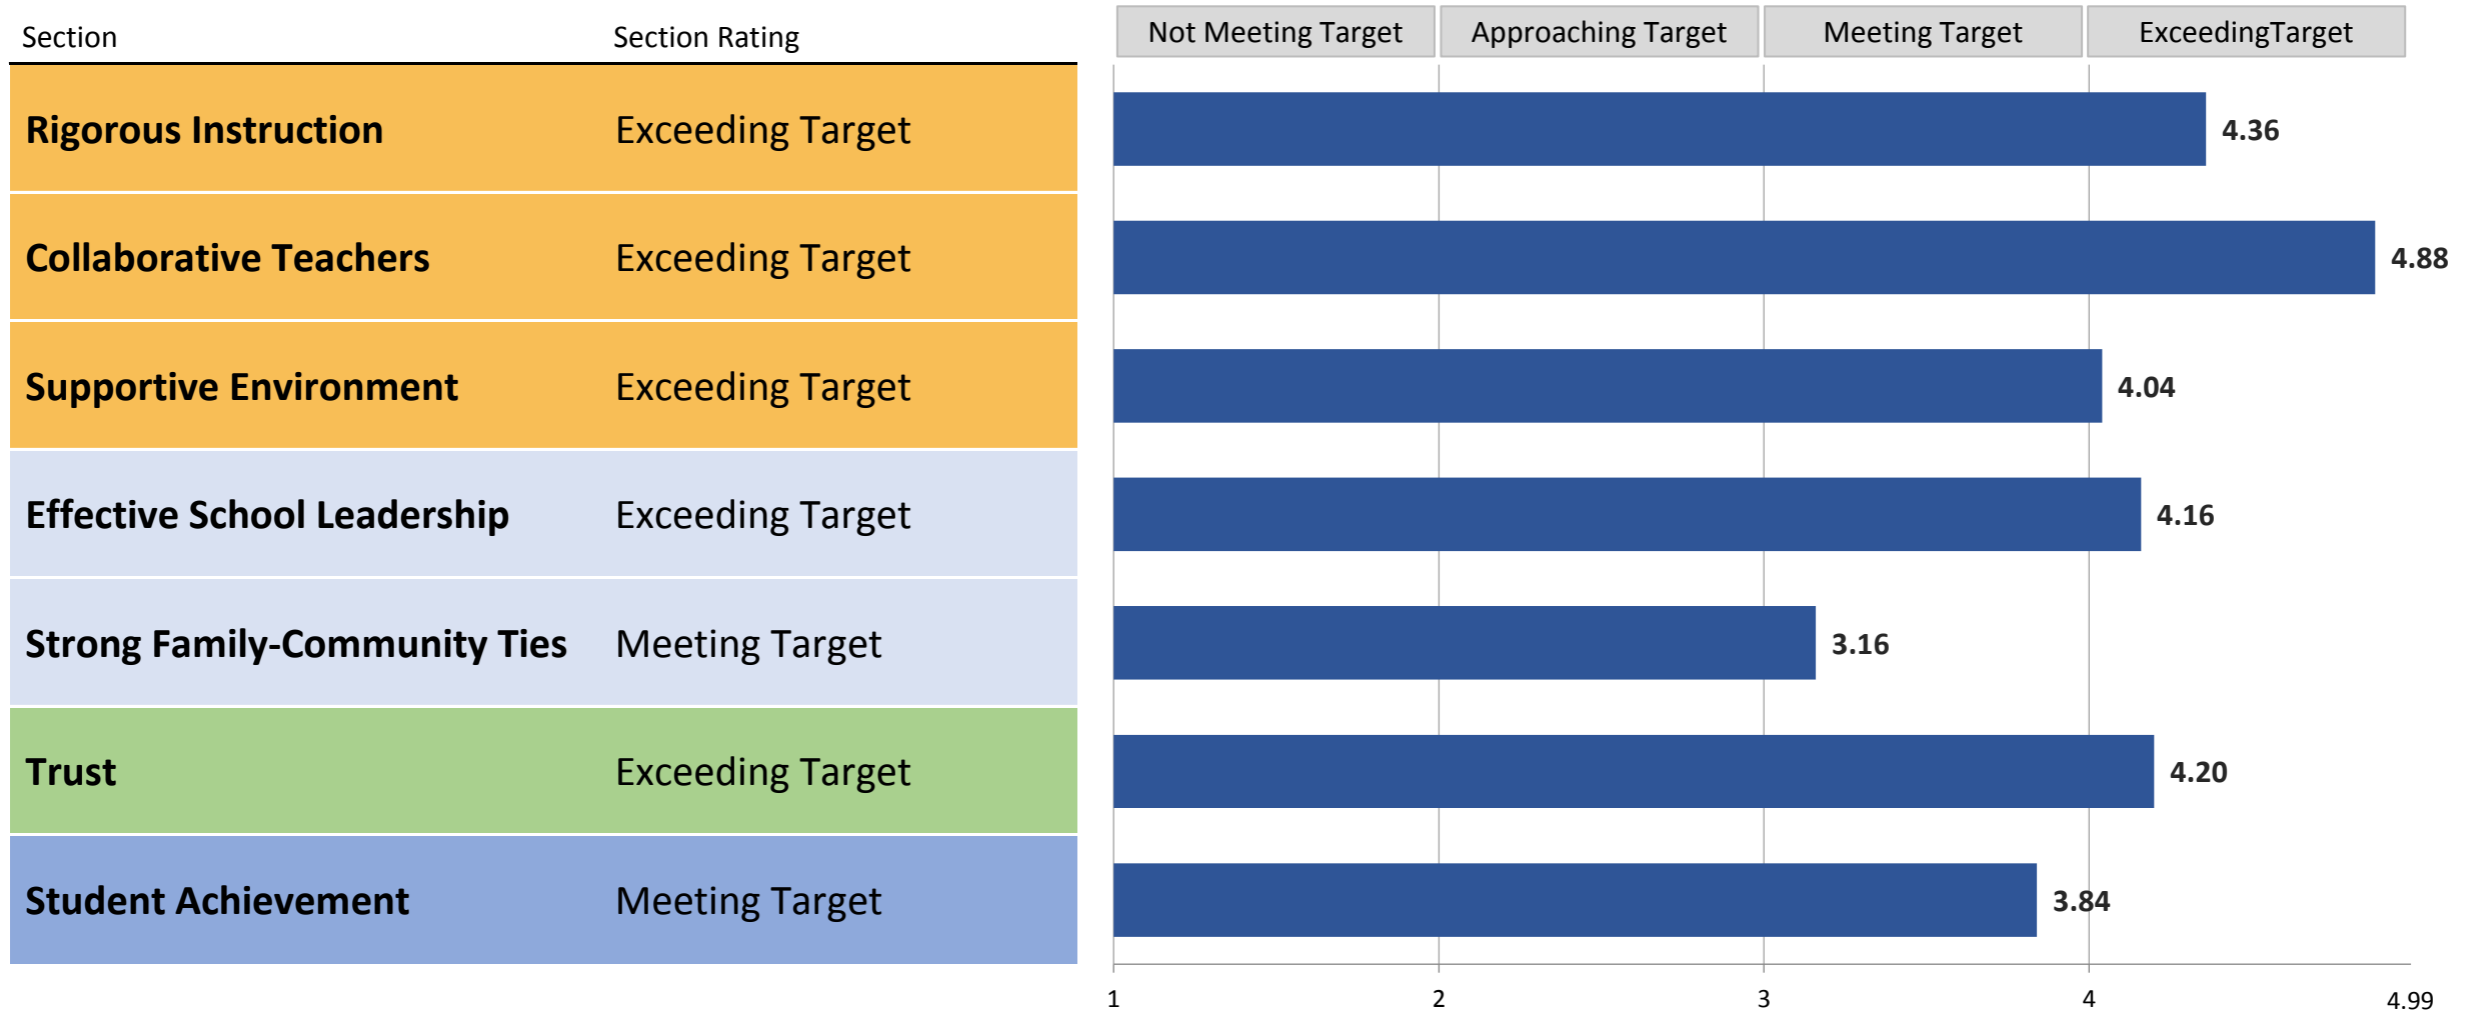 Section Section Rating Not Meeting Target Approaching Target Meeting Target ExceedingTarget
Rigorous Instruction Exceeding Target 4.36
Collaborative Teachers Exceeding Target 4.88
Supportive Environment Exceeding Target 4.04
Effective School Leadership Exceeding Target 4.16
Strong Family-Community Ties Meeting Target 3.16
Trust Exceeding Target 4.20
Student Achievement Meeting Target 3.84
1 2 3 4 4.99